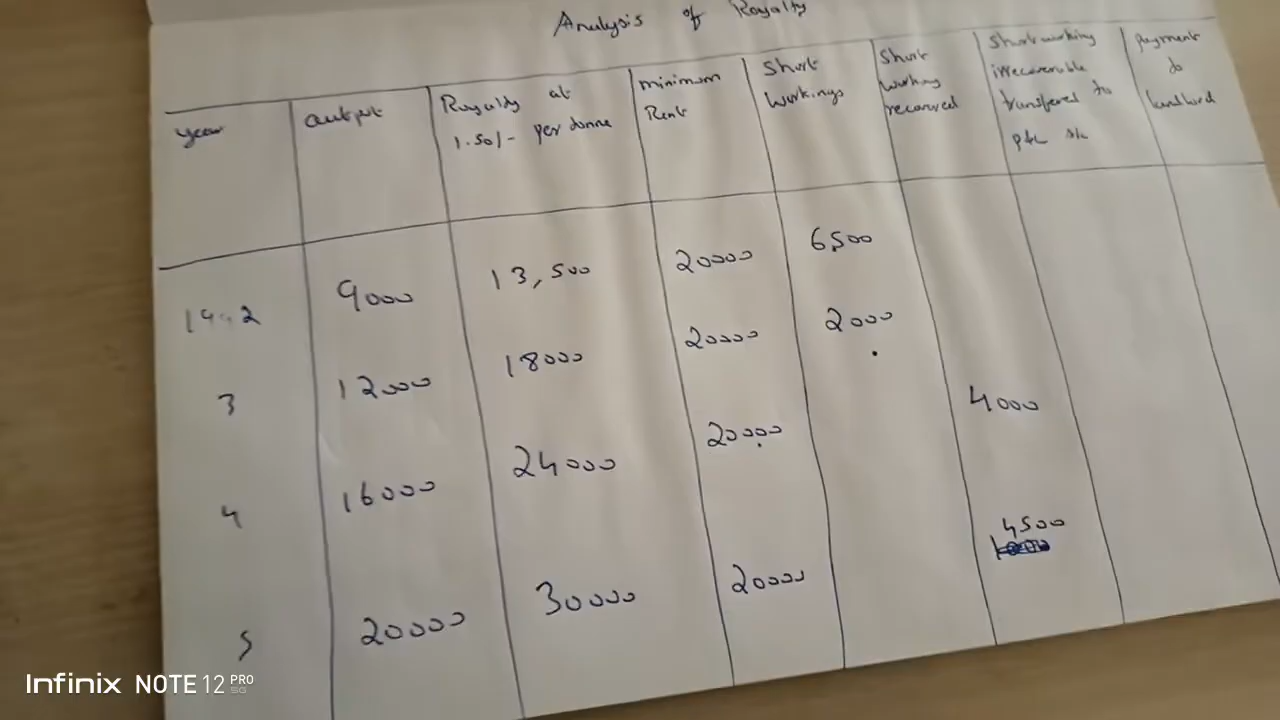 Analysis of Royalty
year
output
Royalty at
1.50/- per tonne
minimum
Rent
Short
workings
Short
working
recovered
Short working
irrecoverable
transferred to
p&L a/c
payment
to
landlord
1992 9000 13,500 20000 6,500
3 12000 18000 20000 2000
4 16000 24000 20000 4000
5 20000 30000 20000 4500
Infinix NOTE 12 PRO 5G